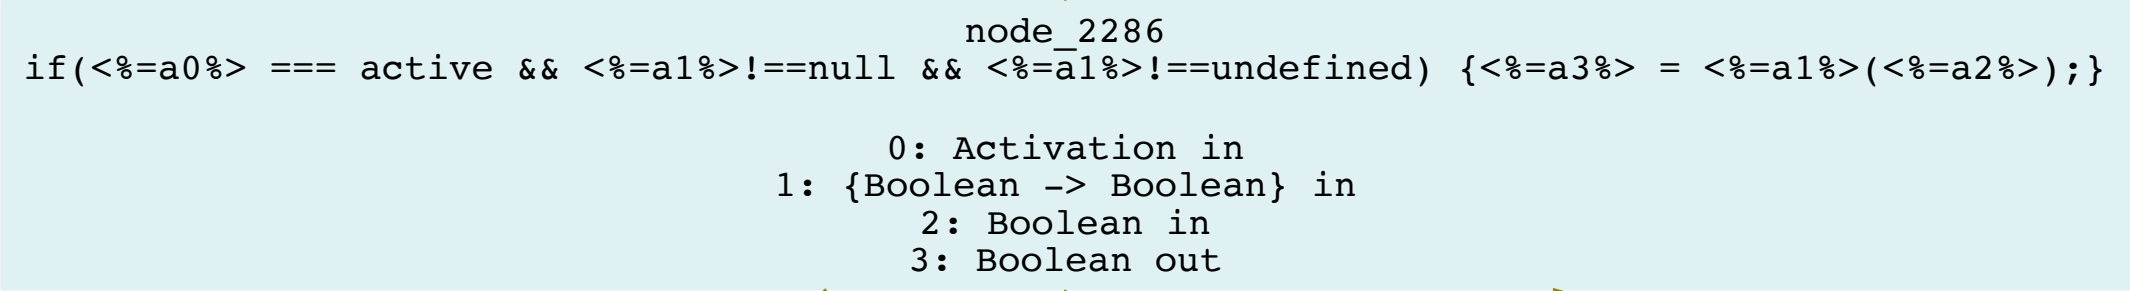 node_2286
if(<%=a0%> === active && <%=a1%>!==null && <%=a1%>!==undefined) {<%=a3%> = <%=a1%>(<%=a2%>);}
0: Activation in
1: {Boolean -> Boolean} in
2: Boolean in
3: Boolean out